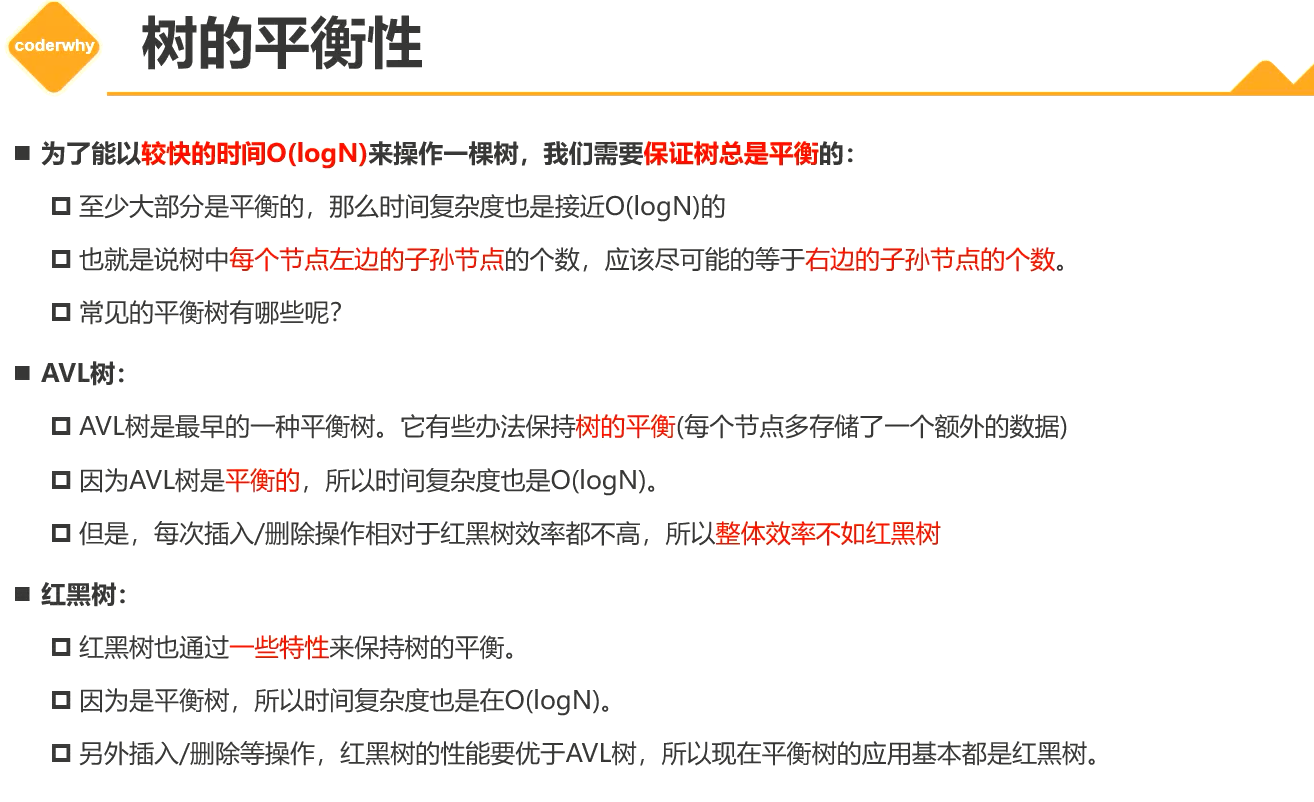 coderwhy
树的平衡性
为了能以较快的时间O(logN)来操作一棵树，我们需要保证树总是平衡的：
至少大部分是平衡的，那么时间复杂度也是接近O(logN)的
也就是说树中每个节点左边的子孙节点的个数，应该尽可能的等于右边的子孙节点的个数。
常见的平衡树有哪些呢？
AVL树：
AVL树是最早的一种平衡树。它有些办法保持树的平衡(每个节点多存储了一个额外的数据)
因为AVL树是平衡的，所以时间复杂度也是O(logN)。
但是，每次插入/删除操作相对于红黑树效率都不高，所以整体效率不如红黑树
红黑树：
红黑树也通过一些特性来保持树的平衡。
因为是平衡树，所以时间复杂度也是在O(logN)。
另外插入/删除等操作，红黑树的性能要优于AVL树，所以现在平衡树的应用基本都是红黑树。